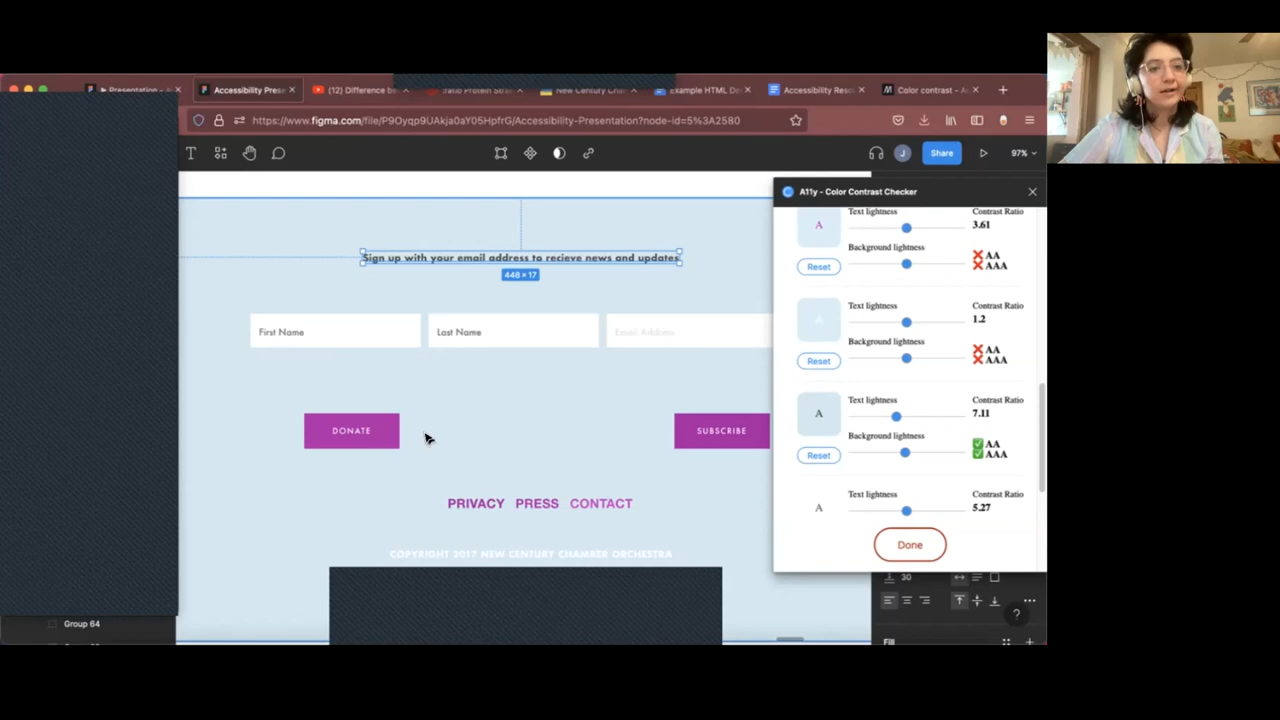 Presentation - A
Accessibility Pres
(12) Difference be
New Century Cha
Example HTML De
Accessibility Reso
Color contrast - A
https://www.figma.com/file/P9Oyqp9UAkja0aY05HpfrG/Accessibility-Presentation?node-id=5%3A2580
J
Share
97%
A11y - Color Contrast Checker
Text lightness
Contrast Ratio
A
3.61
Background lightness
Reset
AA
AAA
Text lightness
Contrast Ratio
A
1.2
Background lightness
Reset
AA
AAA
Text lightness
Contrast Ratio
A
7.11
Background lightness
Reset
AA
AAA
Text lightness
Contrast Ratio
A
5.27
Done
Sign up with your email address to recieve news and updates
448 × 17
First Name
Last Name
Email Address
DONATE
SUBSCRIBE
PRIVACY PRESS CONTACT
COPYRIGHT 2017 NEW CENTURY CHAMBER ORCHESTRA
30
?
Group 64
Fill